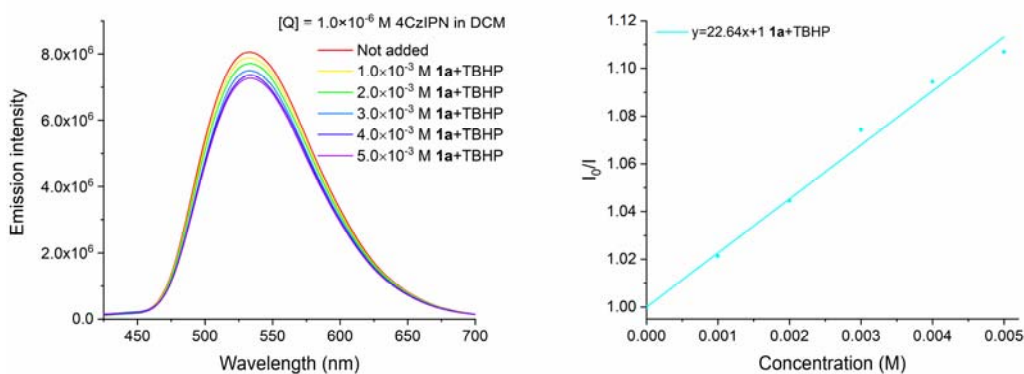 [Q] = 1.0×10⁻⁶ M 4CzIPN in DCM
Not added
1.0×10⁻³ M 1a+TBHP
2.0×10⁻³ M 1a+TBHP
3.0×10⁻³ M 1a+TBHP
4.0×10⁻³ M 1a+TBHP
5.0×10⁻³ M 1a+TBHP
Emission intensity
8.0x10⁶
6.0x10⁶
4.0x10⁶
2.0x10⁶
0.0
450 500 550 600 650 700
Wavelength (nm)
y=22.64x+1 1a+TBHP
I₀/I
1.12
1.10
1.08
1.06
1.04
1.02
1.00
0.000 0.001 0.002 0.003 0.004 0.005
Concentration (M)